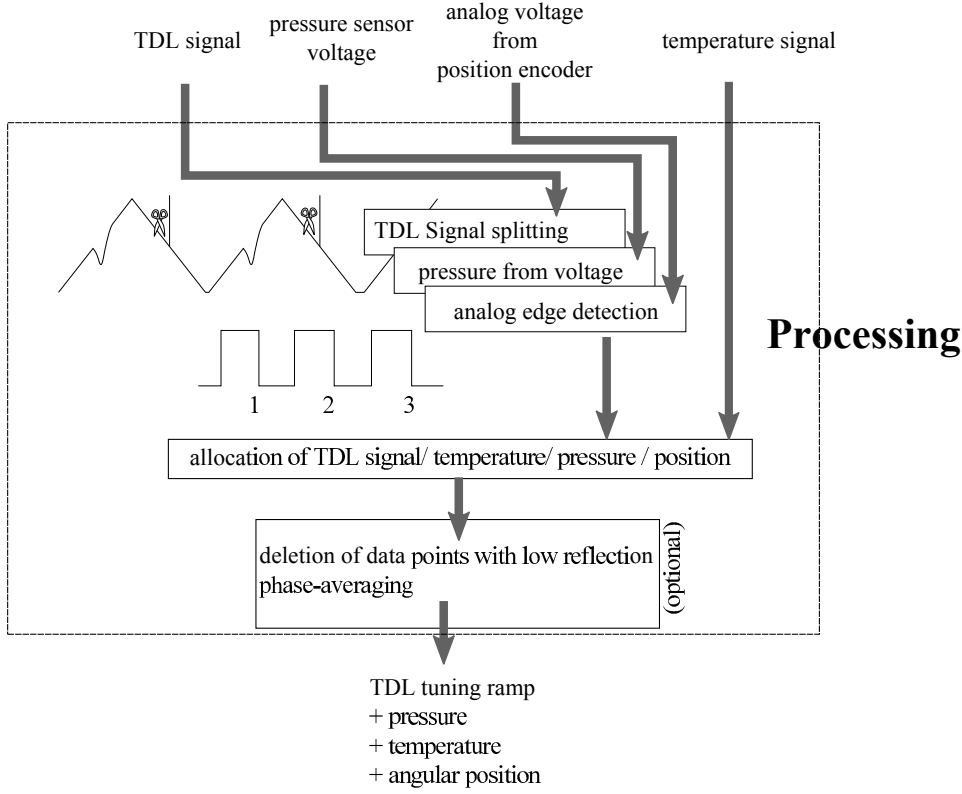 TDL signal
pressure sensor
voltage
analog voltage
from
position encoder
temperature signal
TDL Signal splitting
pressure from voltage
analog edge detection
Processing
1 2 3
allocation of TDL signal/ temperature/ pressure / position
deletion of data points with low reflection
phase-averaging
(optional)
TDL tuning ramp
+ pressure
+ temperature
+ angular position